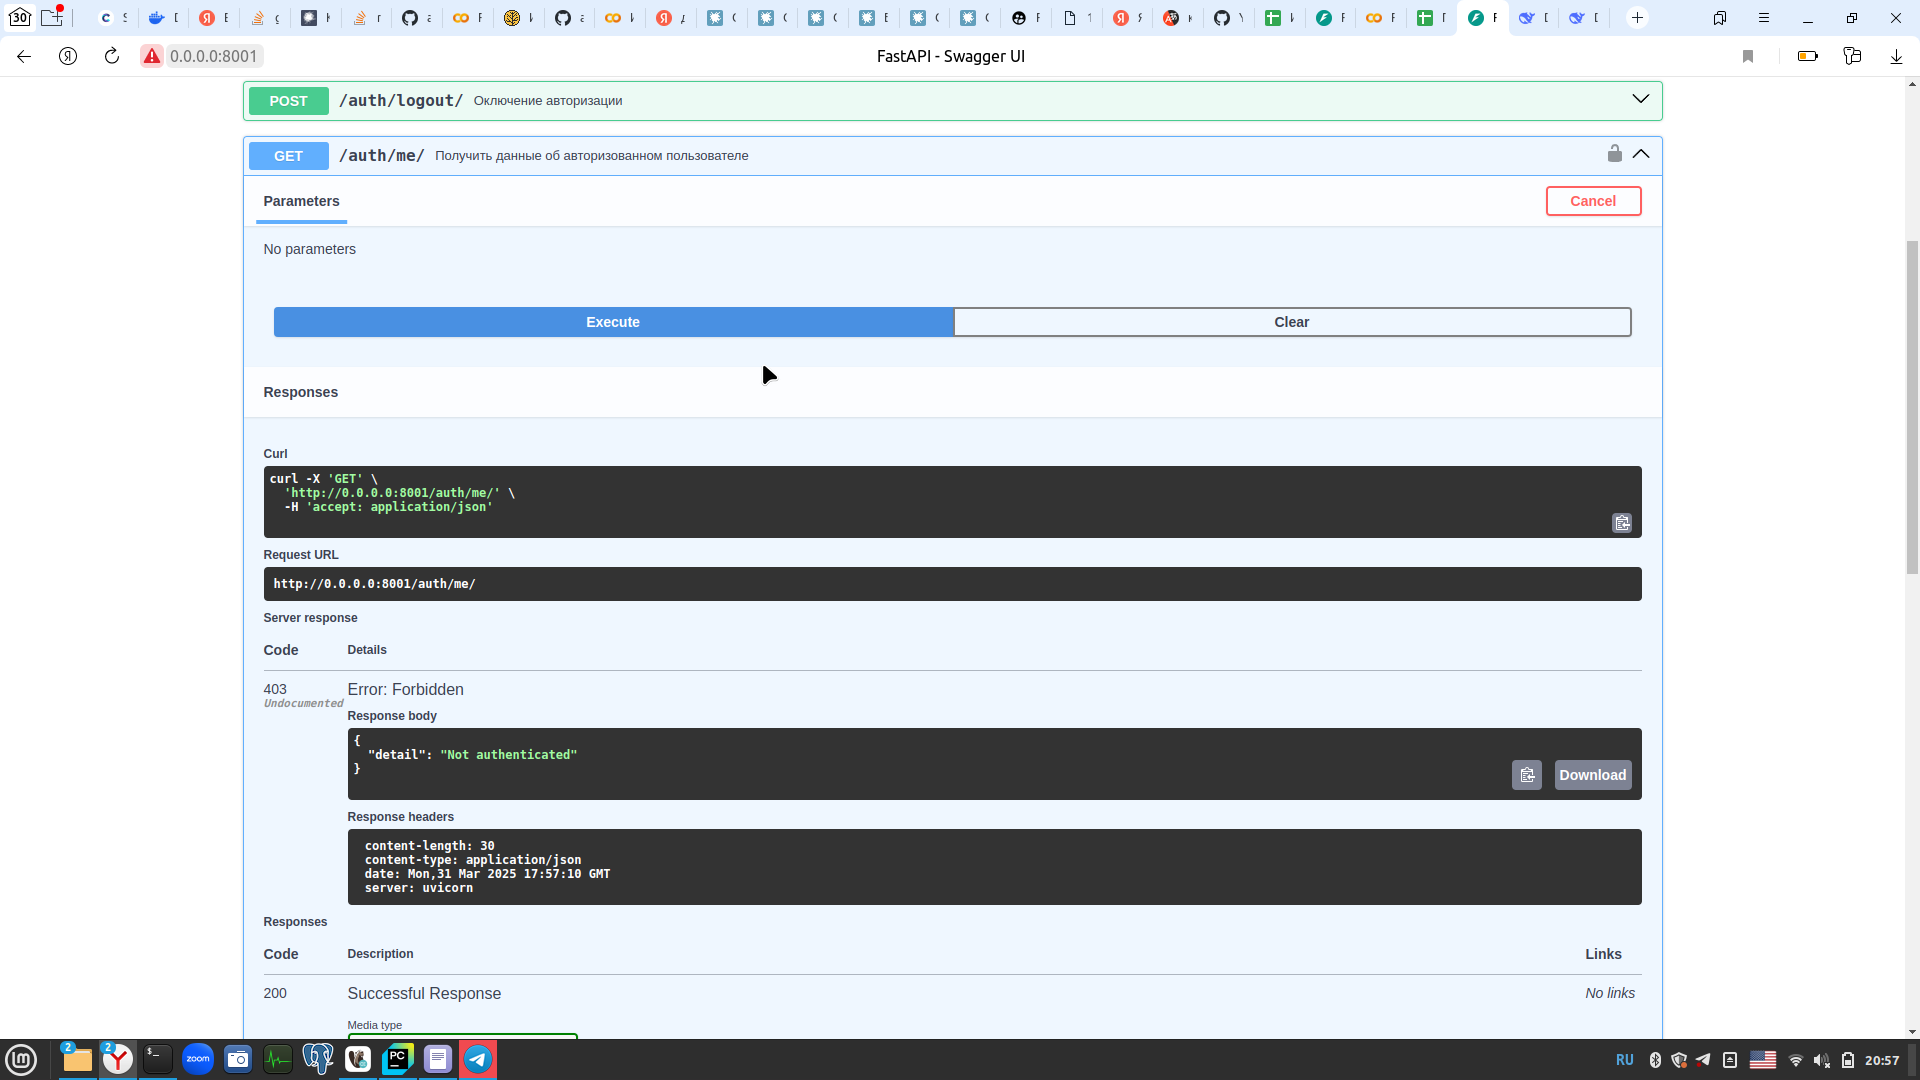 30
0.0.0.0:8001
FastAPI - Swagger UI
POST /auth/logout/ Оключение авторизации
GET /auth/me/ Получить данные об авторизованном пользователе
Parameters
Cancel
No parameters
Execute
Clear
Responses
Curl
curl -X 'GET' \
'http://0.0.0.0:8001/auth/me/' \
-H 'accept: application/json'
Request URL
http://0.0.0.0:8001/auth/me/
Server response
Code Details
403 Error: Forbidden
Undocumented
Response body
{
"detail": "Not authenticated"
}
Download
Response headers
content-length: 30
content-type: application/json
date: Mon,31 Mar 2025 17:57:10 GMT
server: uvicorn
Responses
Code Description Links
200 Successful Response No links
Media type
2
2
zoom
PC
RU
20:57